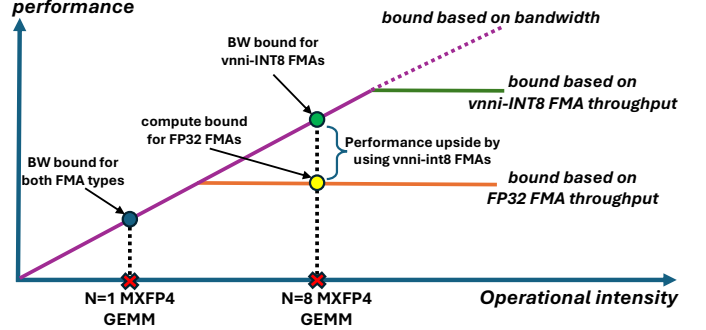 performance
bound based on bandwidth
BW bound for
vnni-INT8 FMAs
bound based on
vnni-INT8 FMA throughput
compute bound
for FP32 FMAs
Performance upside by
using vnni-int8 FMAs
BW bound for
both FMA types
bound based on
FP32 FMA throughput
N=1 MXFP4
GEMM
N=8 MXFP4
GEMM
Operational intensity